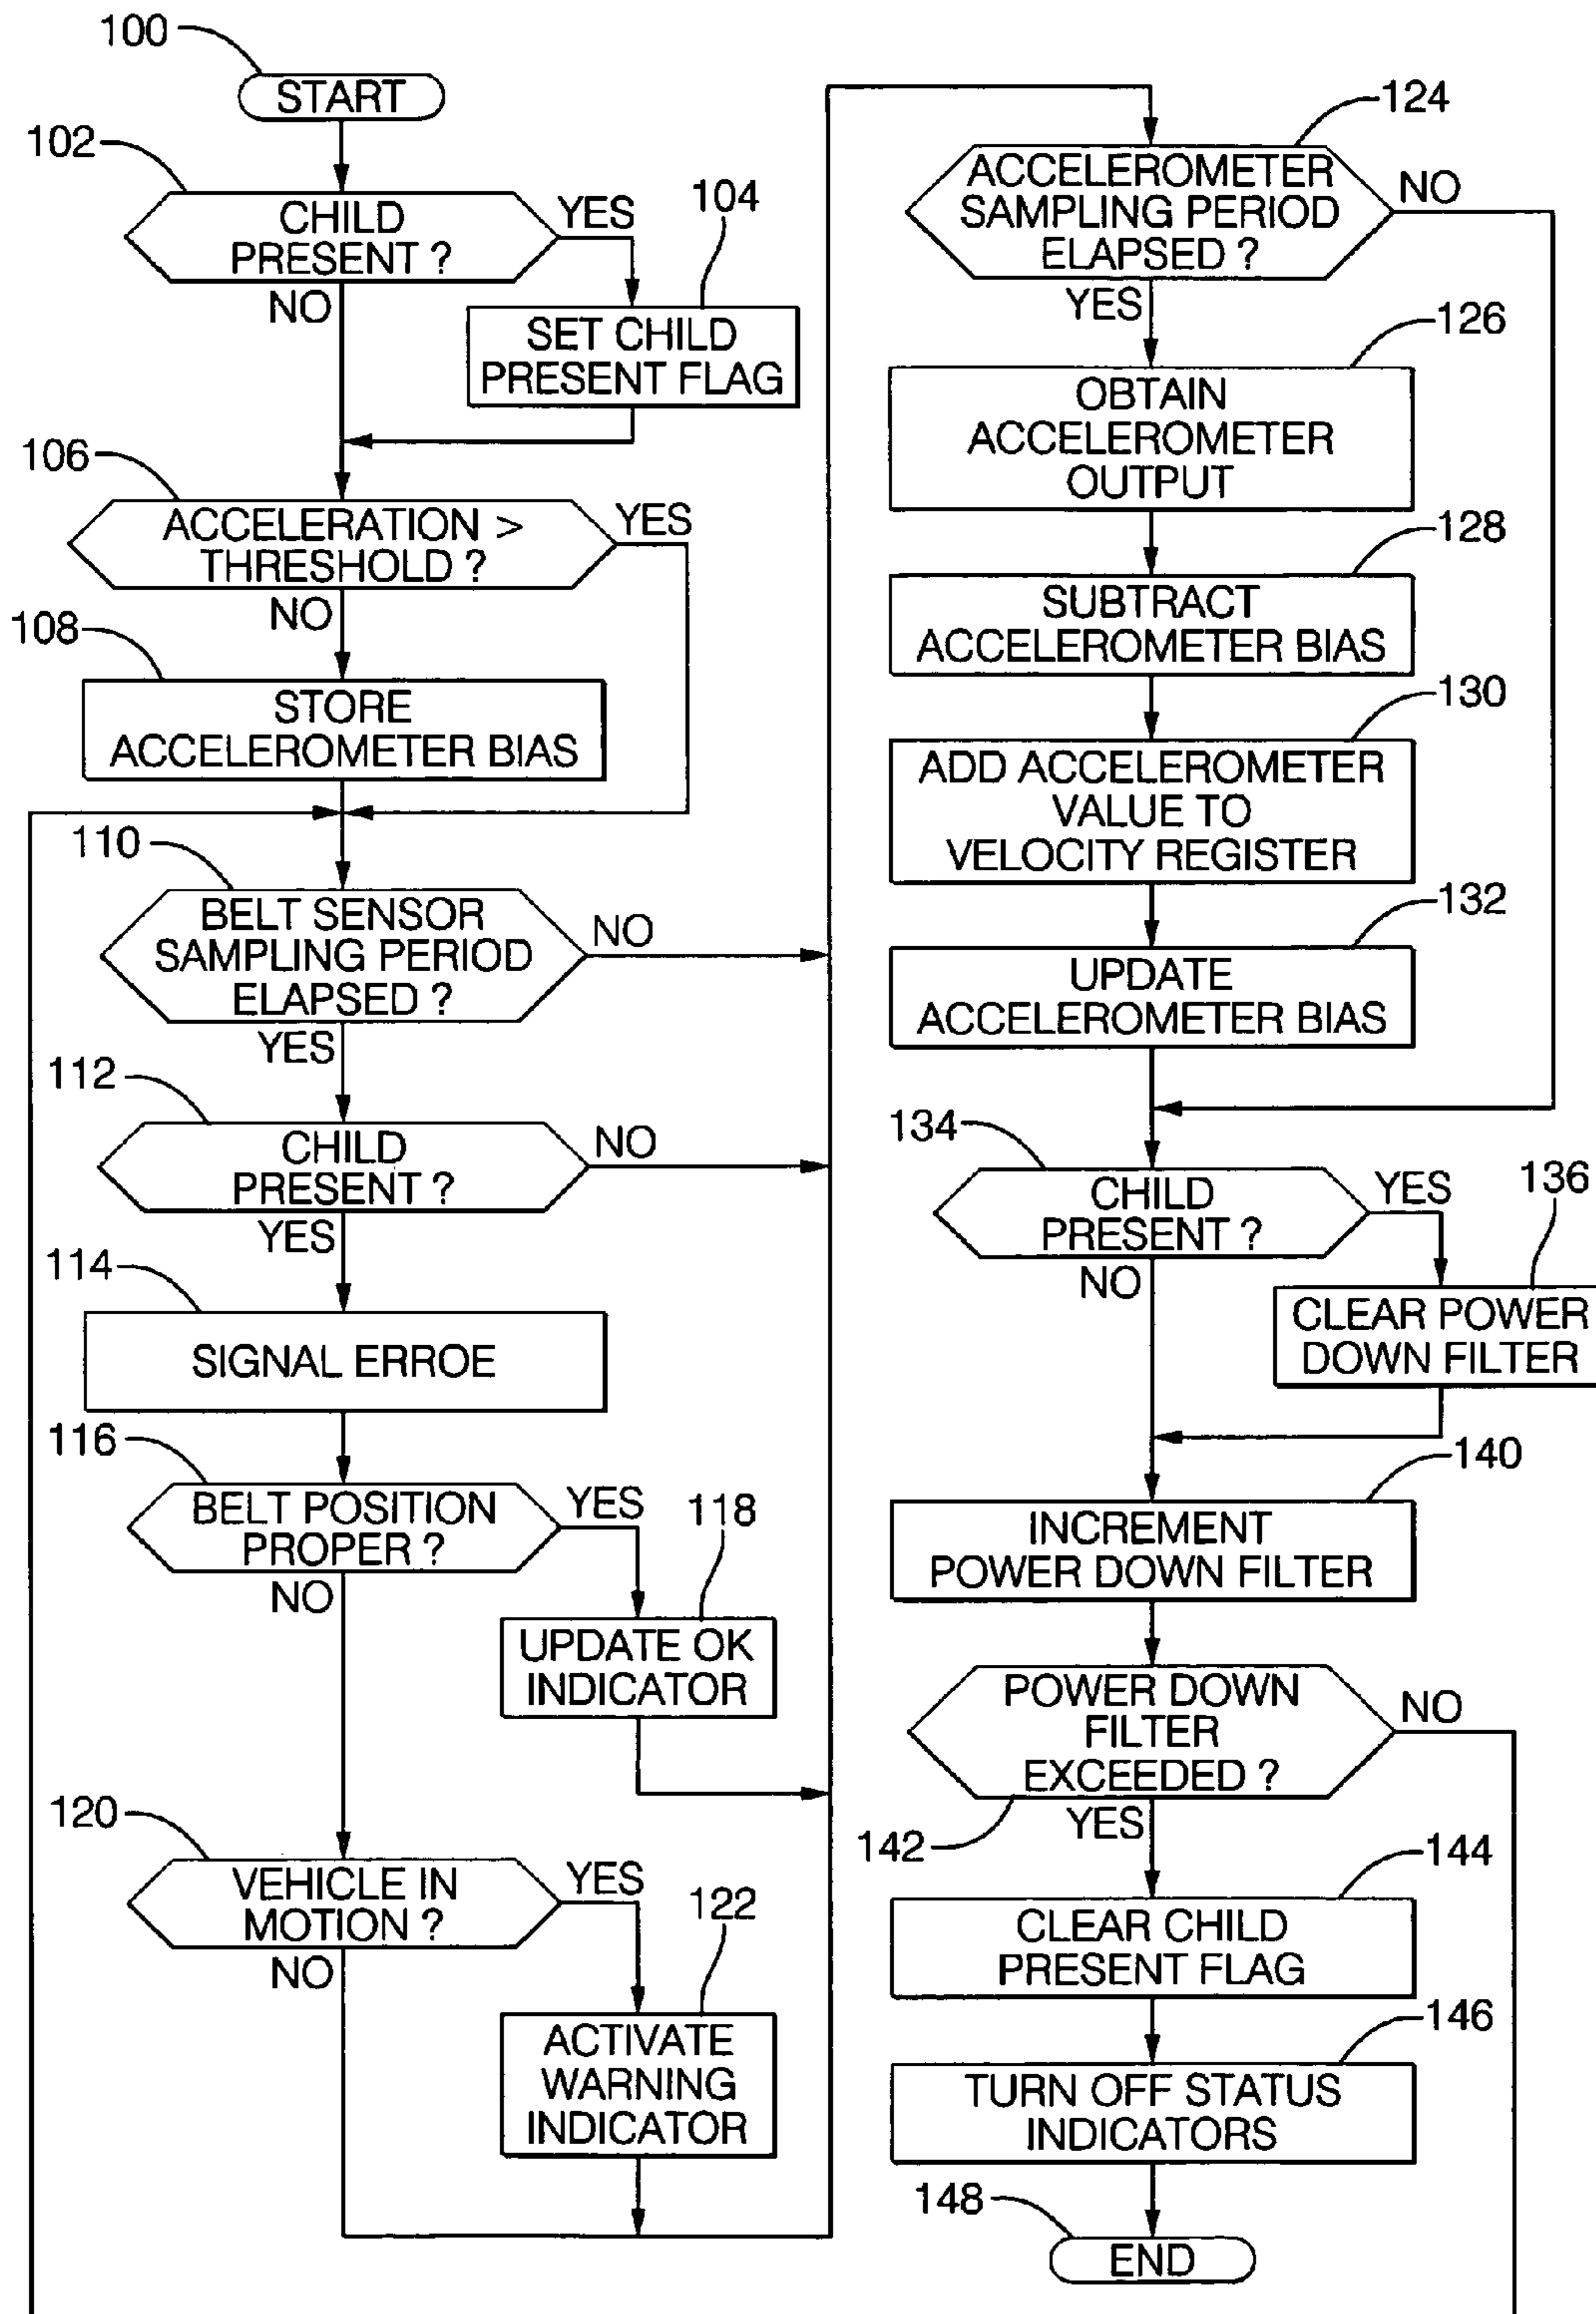 100
START
102
CHILD
PRESENT ?
YES
NO
104
SET CHILD
PRESENT FLAG
106
ACCELERATION >
THRESHOLD ?
YES
NO
108
STORE
ACCELEROMETER BIAS
110
BELT SENSOR
SAMPLING PERIOD
ELAPSED ?
NO
YES
112
CHILD
PRESENT ?
NO
YES
114
SIGNAL ERROE
116
BELT POSITION
PROPER ?
YES
NO
118
UPDATE OK
INDICATOR
120
VEHICLE IN
MOTION ?
YES
NO
122
ACTIVATE
WARNING
INDICATOR
124
ACCELEROMETER
SAMPLING PERIOD
ELAPSED ?
NO
YES
126
OBTAIN
ACCELEROMETER
OUTPUT
128
SUBTRACT
ACCELEROMETER BIAS
130
ADD ACCELEROMETER
VALUE TO
VELOCITY REGISTER
132
UPDATE
ACCELEROMETER BIAS
134
CHILD
PRESENT ?
YES
NO
136
CLEAR POWER
DOWN FILTER
140
INCREMENT
POWER DOWN FILTER
POWER DOWN
FILTER
EXCEEDED ?
NO
YES
142
144
CLEAR CHILD
PRESENT FLAG
146
TURN OFF STATUS
INDICATORS
148
END